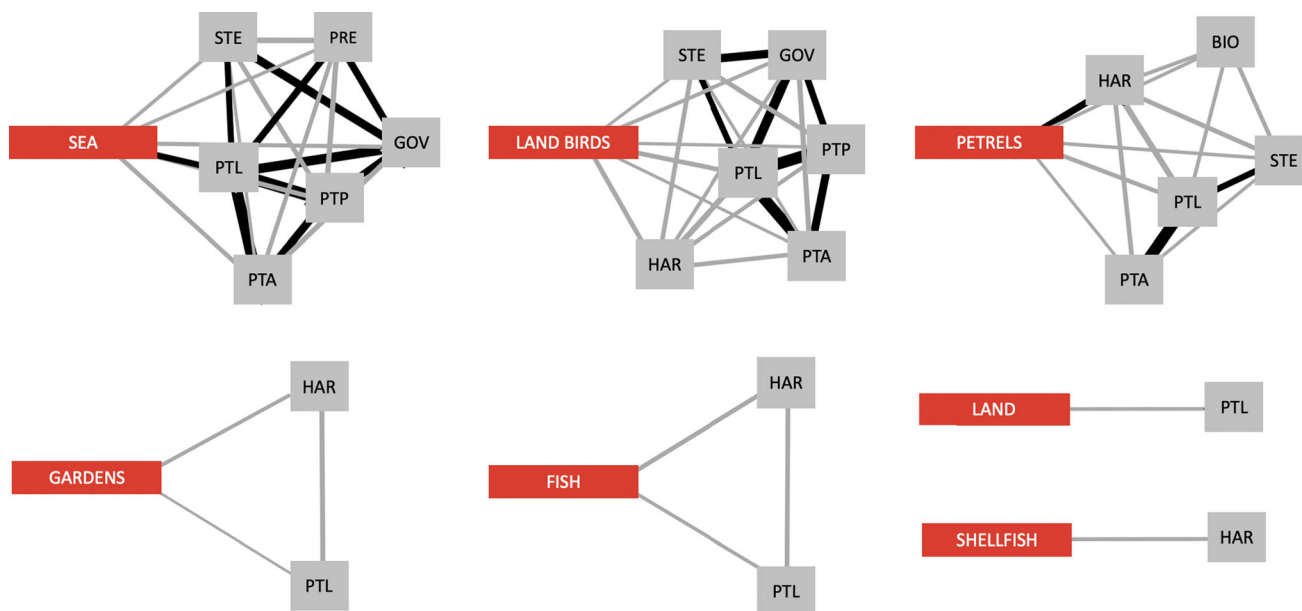 STE
PRE
SEA
GOV
PTL
PTP
PTA
STE
GOV
LAND BIRDS
PTP
PTL
HAR
PTA
BIO
HAR
PETRELS
STE
PTL
PTA
HAR
GARDENS
PTL
HAR
FISH
PTL
LAND
PTL
SHELLFISH
HAR